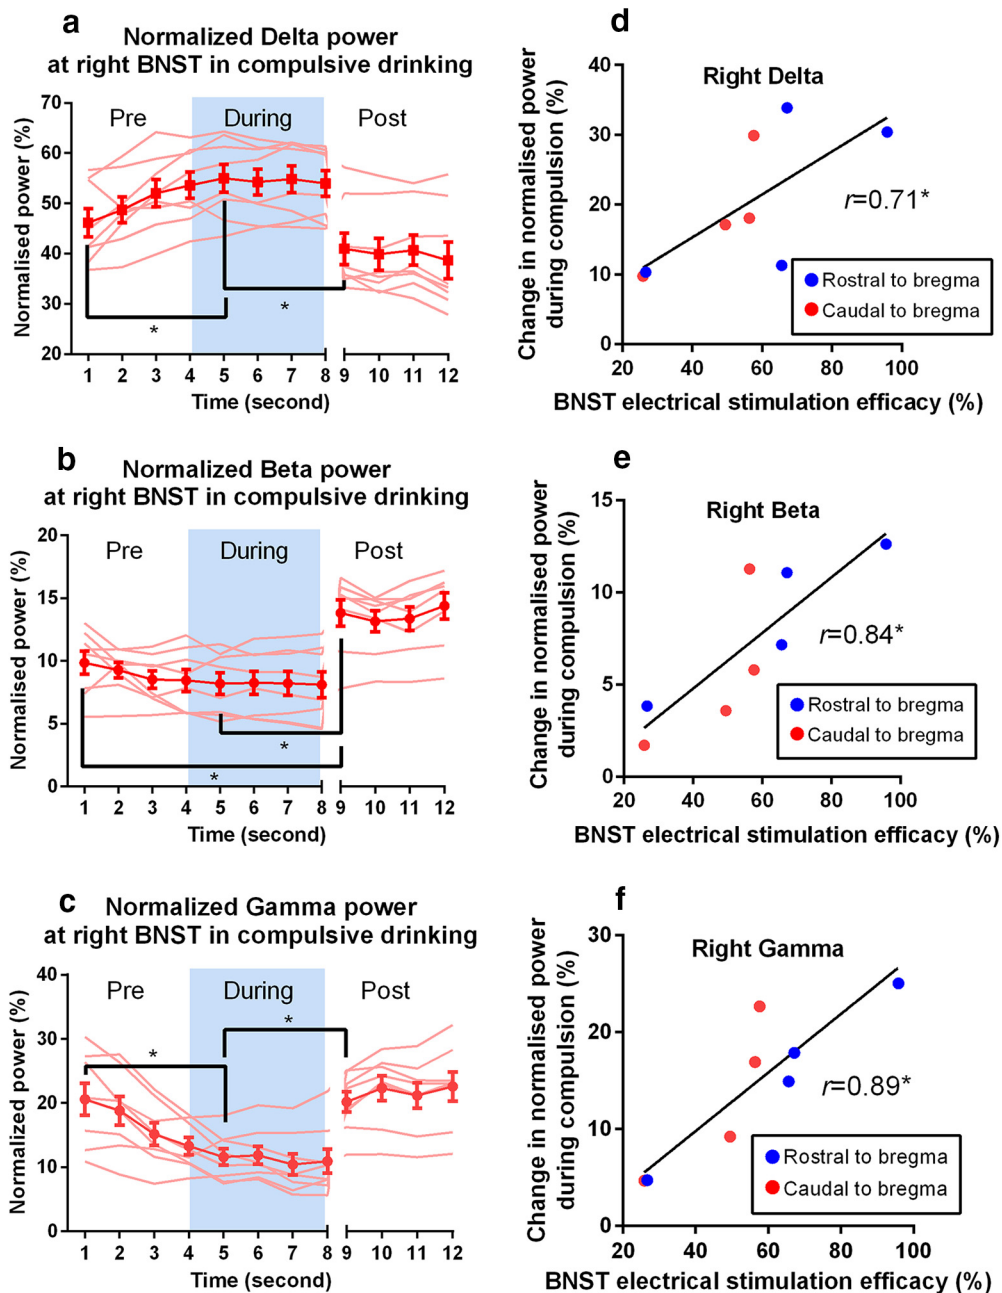 a
Normalized Delta power
at right BNST in compulsive drinking
Normalised power (%)
70
60
50
40
30
20
Pre
During
Post
*
*
1 2 3 4 5 6 7 8 9 10 11 12
Time (second)
d
Right Delta
Change in normalised power
during compulsion (%)
40
30
20
10
0
r=0.71*
Rostral to bregma
Caudal to bregma
20 40 60 80 100
BNST electrical stimulation efficacy (%)
b
Normalized Beta power
at right BNST in compulsive drinking
Normalised power (%)
20
15
10
5
0
Pre
During
Post
*
*
1 2 3 4 5 6 7 8 9 10 11 12
Time (second)
e
Right Beta
Change in normalised power
during compulsion (%)
15
10
5
0
r=0.84*
Rostral to bregma
Caudal to bregma
20 40 60 80 100
BNST electrical stimulation efficacy (%)
c
Normalized Gamma power
at right BNST in compulsive drinking
Normalized power (%)
40
30
20
10
0
Pre
During
Post
*
*
1 2 3 4 5 6 7 8 9 10 11 12
Time (second)
f
Right Gamma
Change in normalised power
during compulsion (%)
30
20
10
0
r=0.89*
Rostral to bregma
Caudal to bregma
20 40 60 80 100
BNST electrical stimulation efficacy (%)